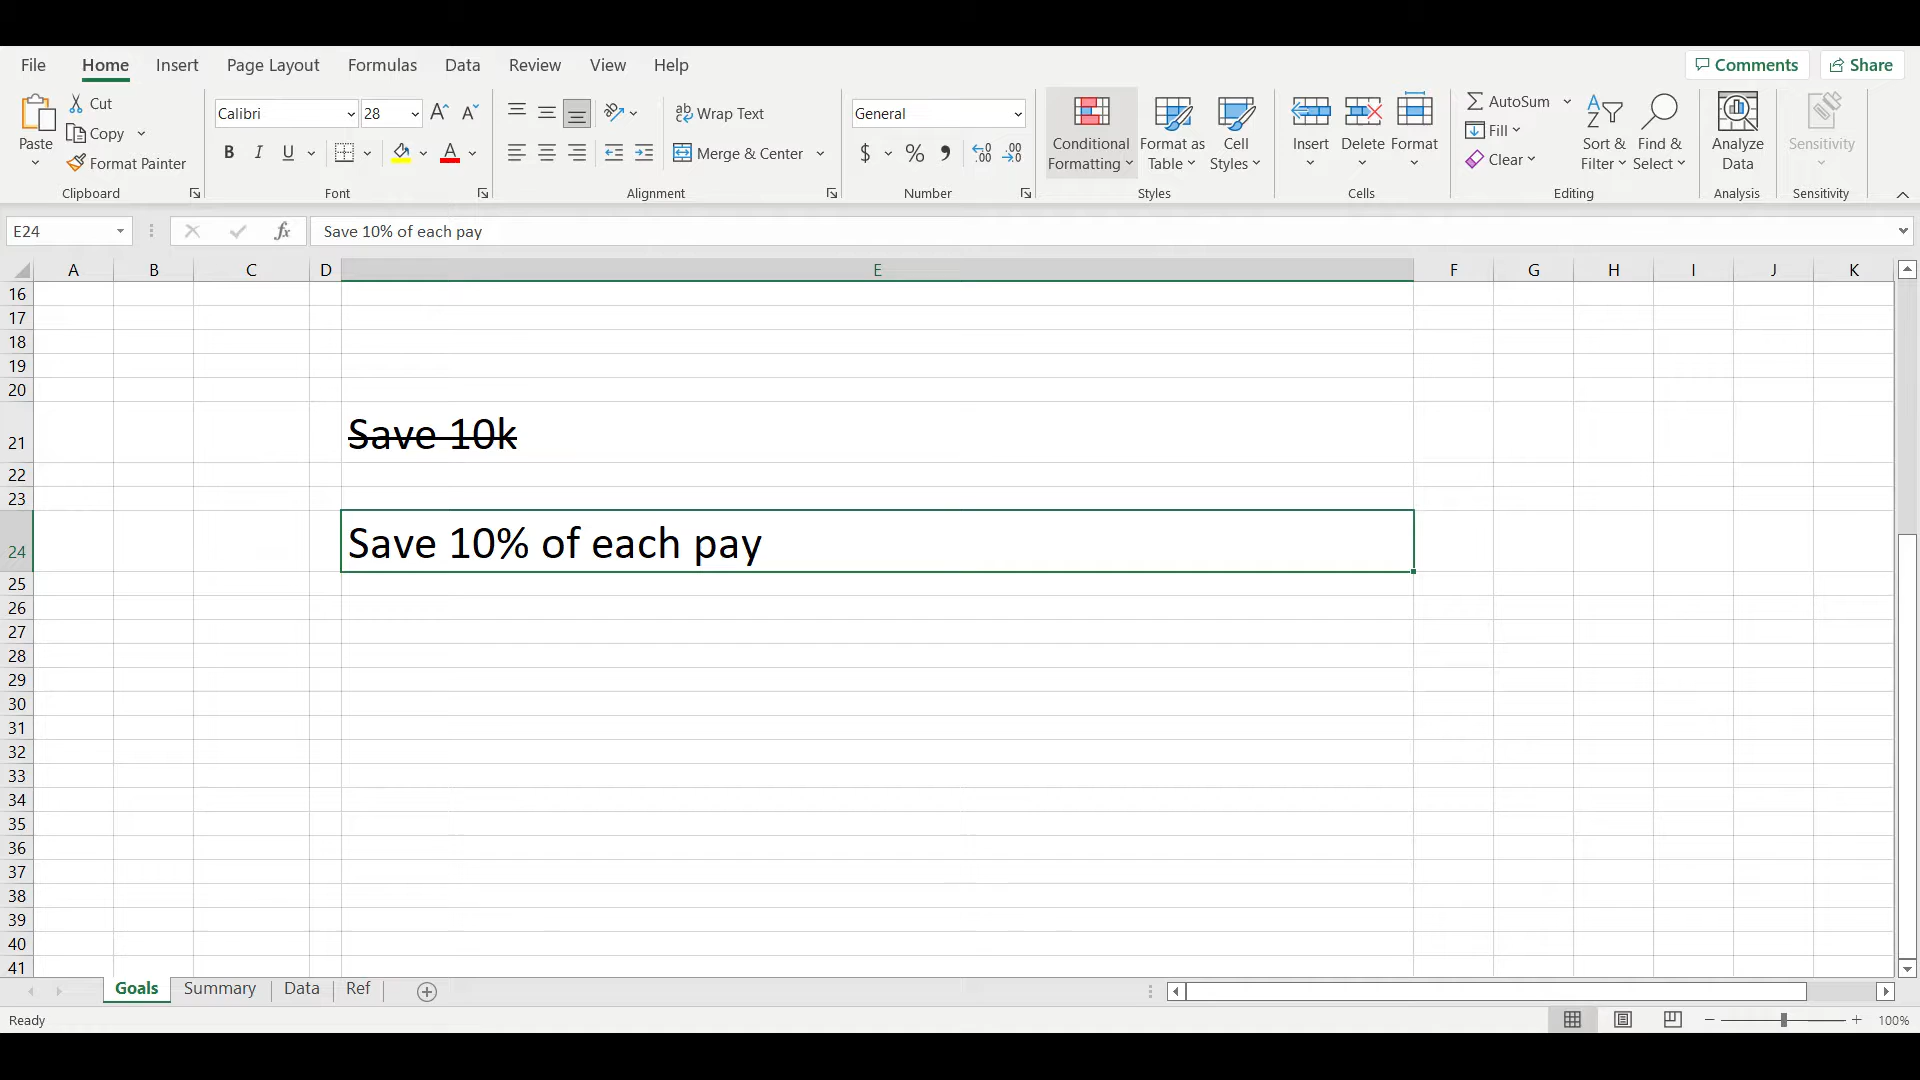 File Home Insert Page Layout Formulas Data Review View Help Comments Share
Paste Cut Copy Format Painter Clipboard
Calibri 28 B I U A Font
ab Wrap Text Merge & Center Alignment
General $ % Number
Conditional Formatting Format as Table Cell Styles Styles
Insert Delete Format Cells
AutoSum Fill Clear Sort & Filter Find & Select Editing
Analyze Data Analysis
Sensitivity Sensitivity
E24 fx Save 10% of each pay
A B C D E F G H I J K
16
17
18
19
20
21 Save 10k
22
23
24 Save 10% of each pay
25
26
27
28
29
30
31
32
33
34
35
36
37
38
39
40
41
Goals Summary Data Ref
Ready 100%